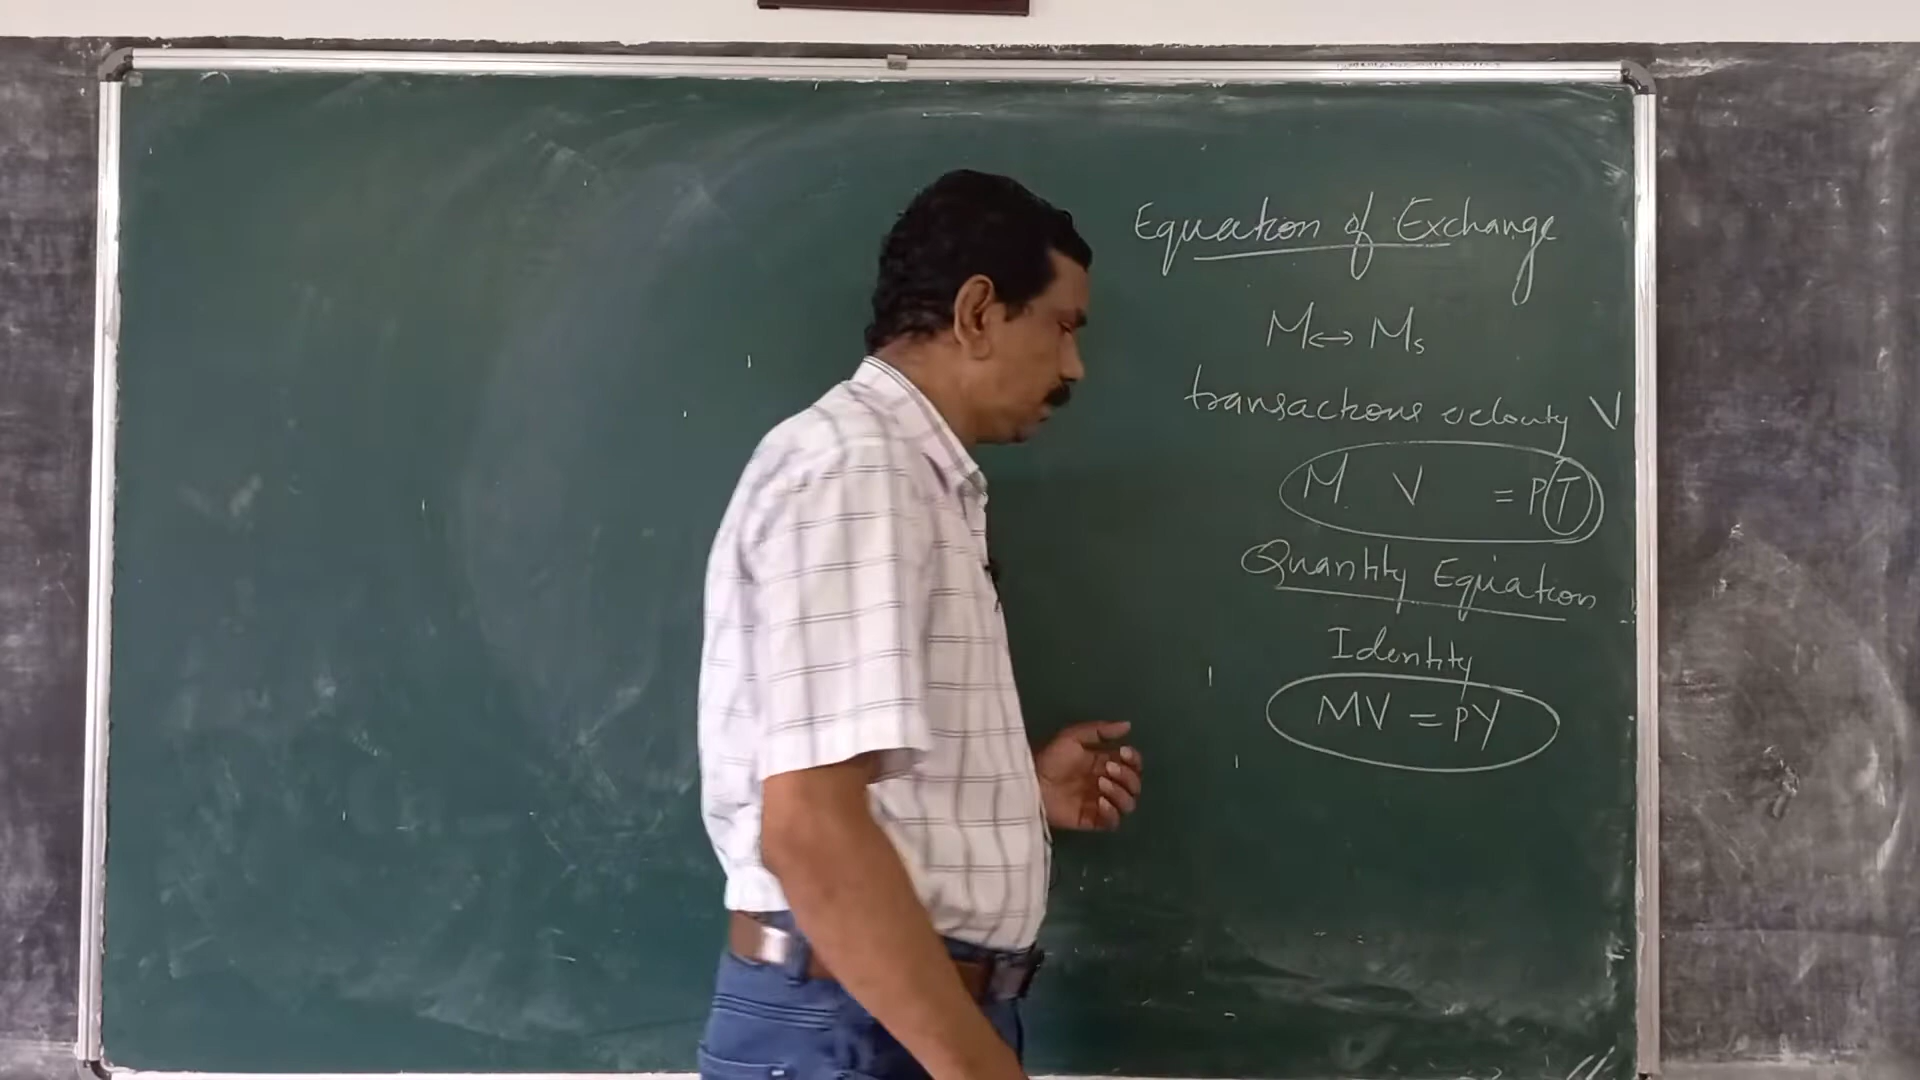 Equation of Exchange
M ↔ Ms
transactions velocity V
M V = PT
Quantity Equation
Identity
MV = PY